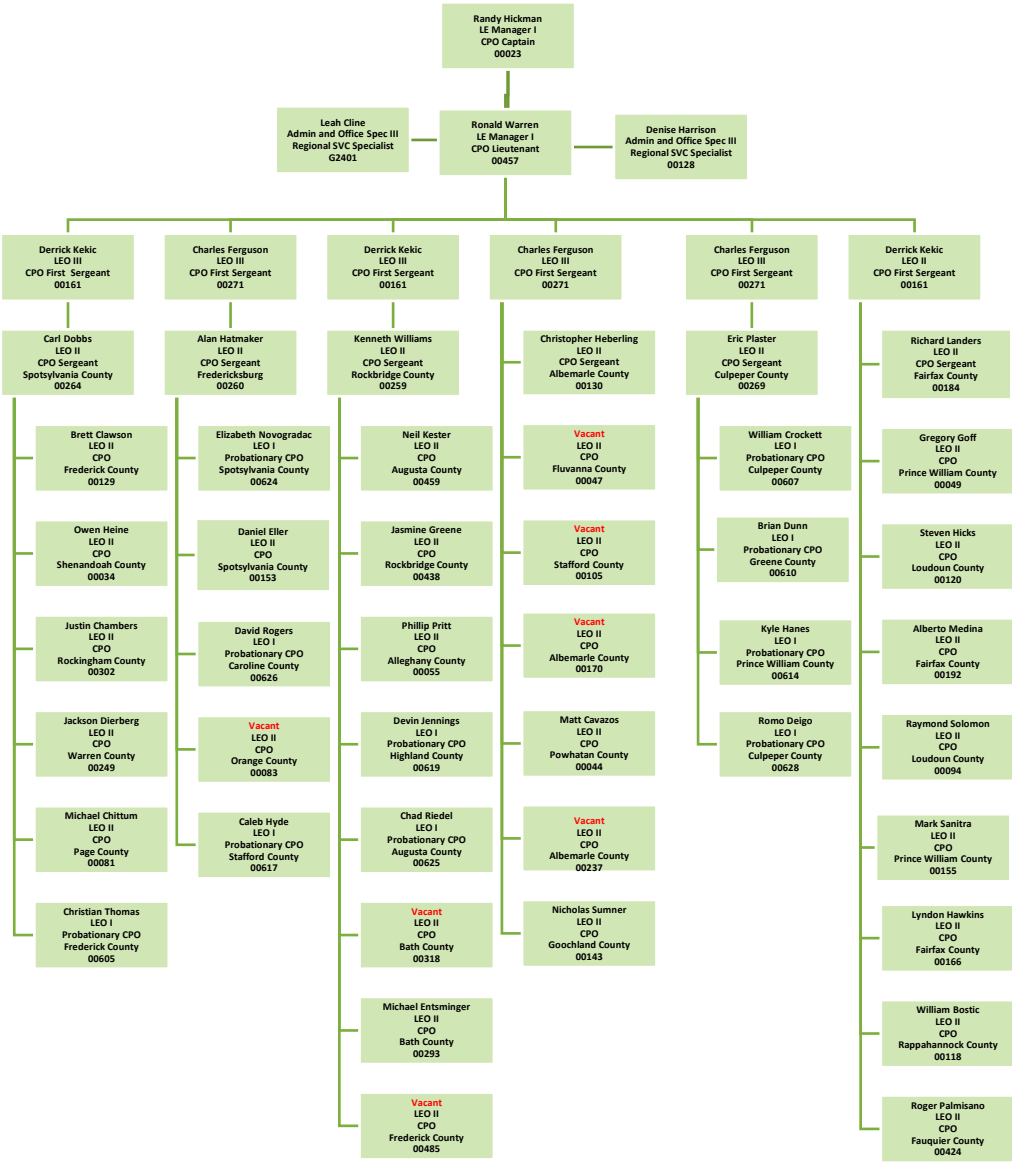 Randy Hickman
LE Manager I
CPO Captain
00023
Leah Cline
Admin and Office Spec III
Regional SVC Specialist
G2401
Ronald Warren
LE Manager I
CPO Lieutenant
00457
Denise Harrison
Admin and Office Spec III
Regional SVC Specialist
00128
Derrick Kekic
LEO III
CPO First Sergeant
00161
Charles Ferguson
LEO III
CPO First Sergeant
00271
Derrick Kekic
LEO III
CPO First Sergeant
00161
Charles Ferguson
LEO III
CPO First Sergeant
00271
Charles Ferguson
LEO III
CPO First Sergeant
00271
Derrick Kekic
LEO II
CPO First Sergeant
00161
Carl Dobbs
LEO II
CPO Sergeant
Spotsylvania County
00264
Brett Clawson
LEO II
CPO
Frederick County
00129
Owen Heine
LEO II
CPO
Shenandoah County
00034
Justin Chambers
LEO II
CPO
Rockingham County
00302
Jackson Dierberg
LEO II
CPO
Warren County
00249
Michael Chittum
LEO II
CPO
Page County
00081
Christian Thomas
LEO I
Probationary CPO
Frederick County
00605
Alan Hatmaker
LEO II
CPO Sergeant
Fredericksburg
00260
Elizabeth Novogradac
LEO I
Probationary CPO
Spotsylvania County
00624
Daniel Eller
LEO II
CPO
Spotsylvania County
00153
David Rogers
LEO I
Probationary CPO
Caroline County
00626
Vacant
LEO II
CPO
Orange County
00083
Caleb Hyde
LEO I
Probationary CPO
Stafford County
00617
Kenneth Williams
LEO II
CPO Sergeant
Rockbridge County
00259
Neil Kester
LEO II
CPO
Augusta County
00459
Jasmine Greene
LEO II
CPO
Rockbridge County
00438
Phillip Pritt
LEO II
CPO
Alleghany County
00055
Devin Jennings
LEO I
Probationary CPO
Highland County
00619
Chad Riedel
LEO I
Probationary CPO
Augusta County
00625
Vacant
LEO II
CPO
Bath County
00318
Michael Entsminger
LEO II
CPO
Bath County
00293
Vacant
LEO II
CPO
Frederick County
00485
Christopher Heberling
LEO II
CPO Sergeant
Albemarle County
00130
Vacant
LEO II
CPO
Fluvanna County
00047
Vacant
LEO II
CPO
Stafford County
00105
Vacant
LEO II
CPO
Albemarle County
00170
Matt Cavazos
LEO II
CPO
Powhatan County
00044
Vacant
LEO II
CPO
Albemarle County
00237
Nicholas Sumner
LEO II
CPO
Goochland County
00143
Eric Plaster
LEO II
CPO Sergeant
Culpeper County
00269
William Crockett
LEO I
Probationary CPO
Culpeper County
00607
Brian Dunn
LEO I
Probationary CPO
Greene County
00610
Kyle Hanes
LEO I
Probationary CPO
Prince William County
00614
Romo Deigo
LEO I
Probationary CPO
Culpeper County
00628
Richard Landers
LEO II
CPO Sergeant
Fairfax County
00184
Gregory Goff
LEO II
CPO
Prince William County
00049
Steven Hicks
LEO II
CPO
Loudoun County
00120
Alberto Medina
LEO II
CPO
Fairfax County
00192
Raymond Solomon
LEO II
CPO
Loudoun County
00094
Mark Sanitra
LEO II
CPO
Prince William County
00155
Lyndon Hawkins
LEO II
CPO
Fairfax County
00166
William Bostic
LEO II
CPO
Rappahannock County
00118
Roger Palmisano
LEO II
CPO
Fauquier County
00424